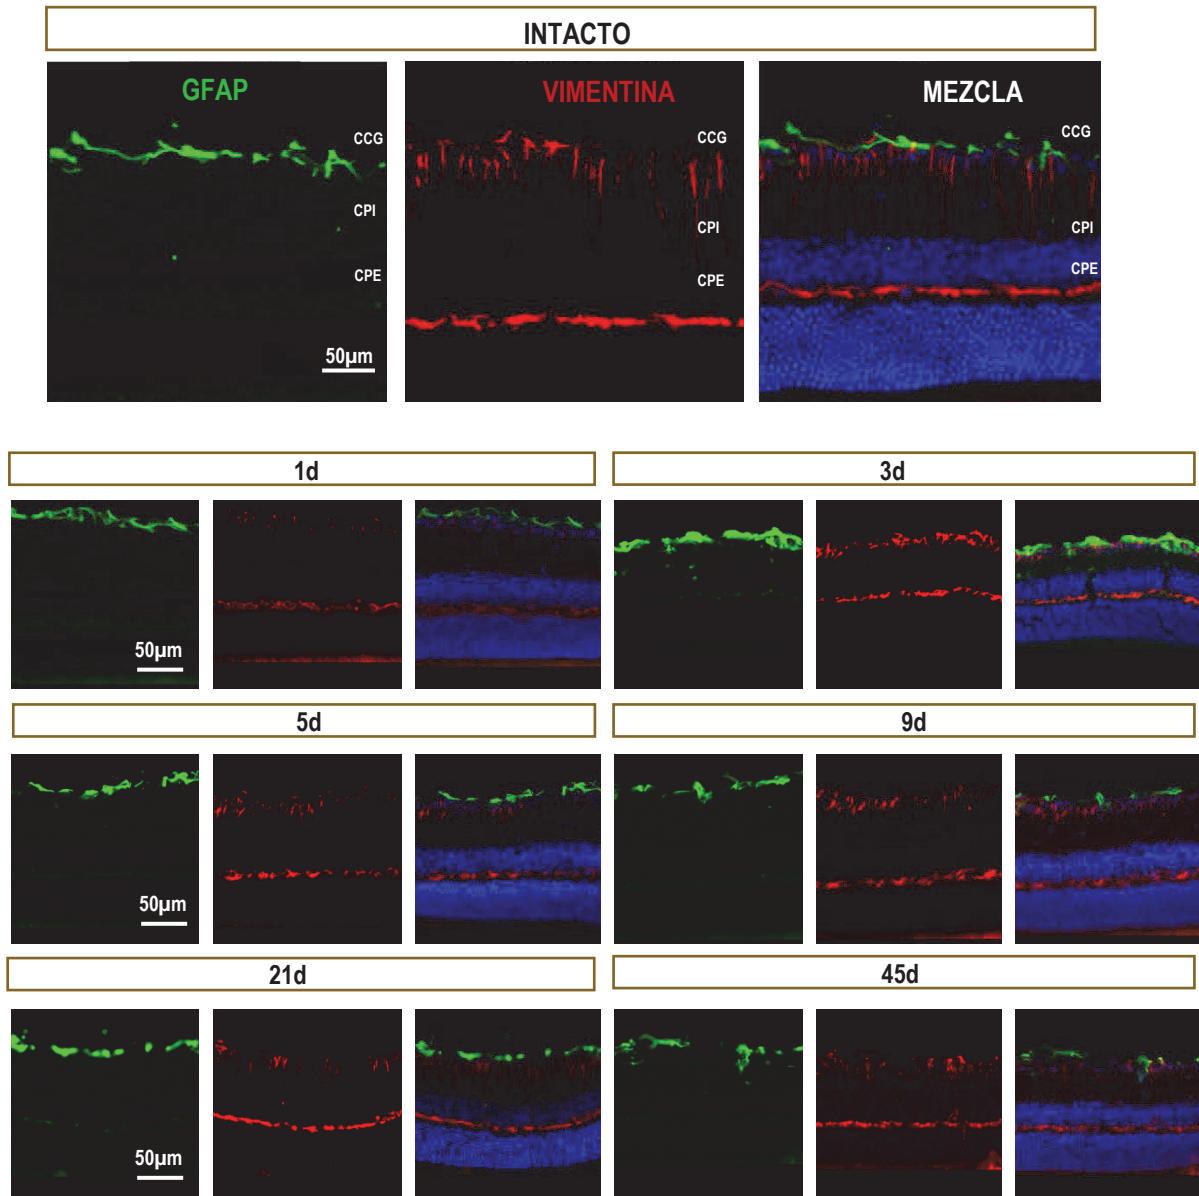 INTACTO
GFAP
CCG
CPI
CPE
50µm
VIMENTINA
CCG
CPI
CPE
MEZCLA
CCG
CPI
CPE
1d
3d
50µm
5d
9d
50µm
21d
45d
50µm